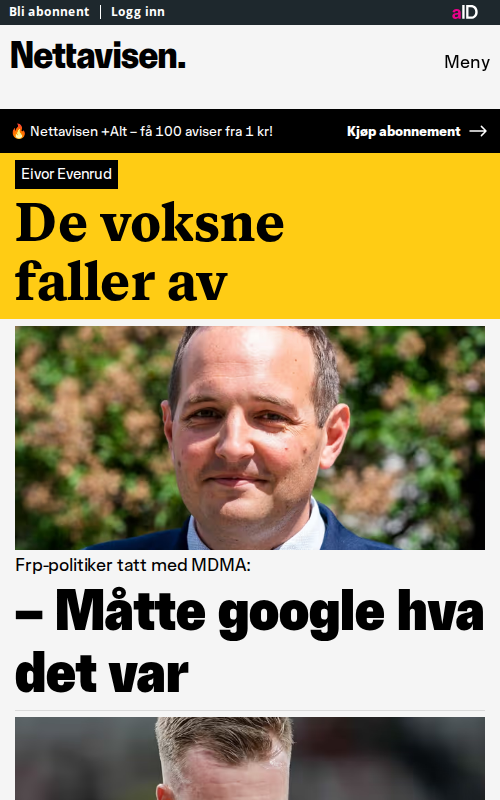 Bli abonnent | Logg inn
aID
Nettavisen.
Meny
🔥 Nettavisen +Alt – få 100 aviser fra 1 kr!
Kjøp abonnement →
Eivor Evenrud
De voksne
faller av
Frp-politiker tatt med MDMA:
– Måtte google hva
det var